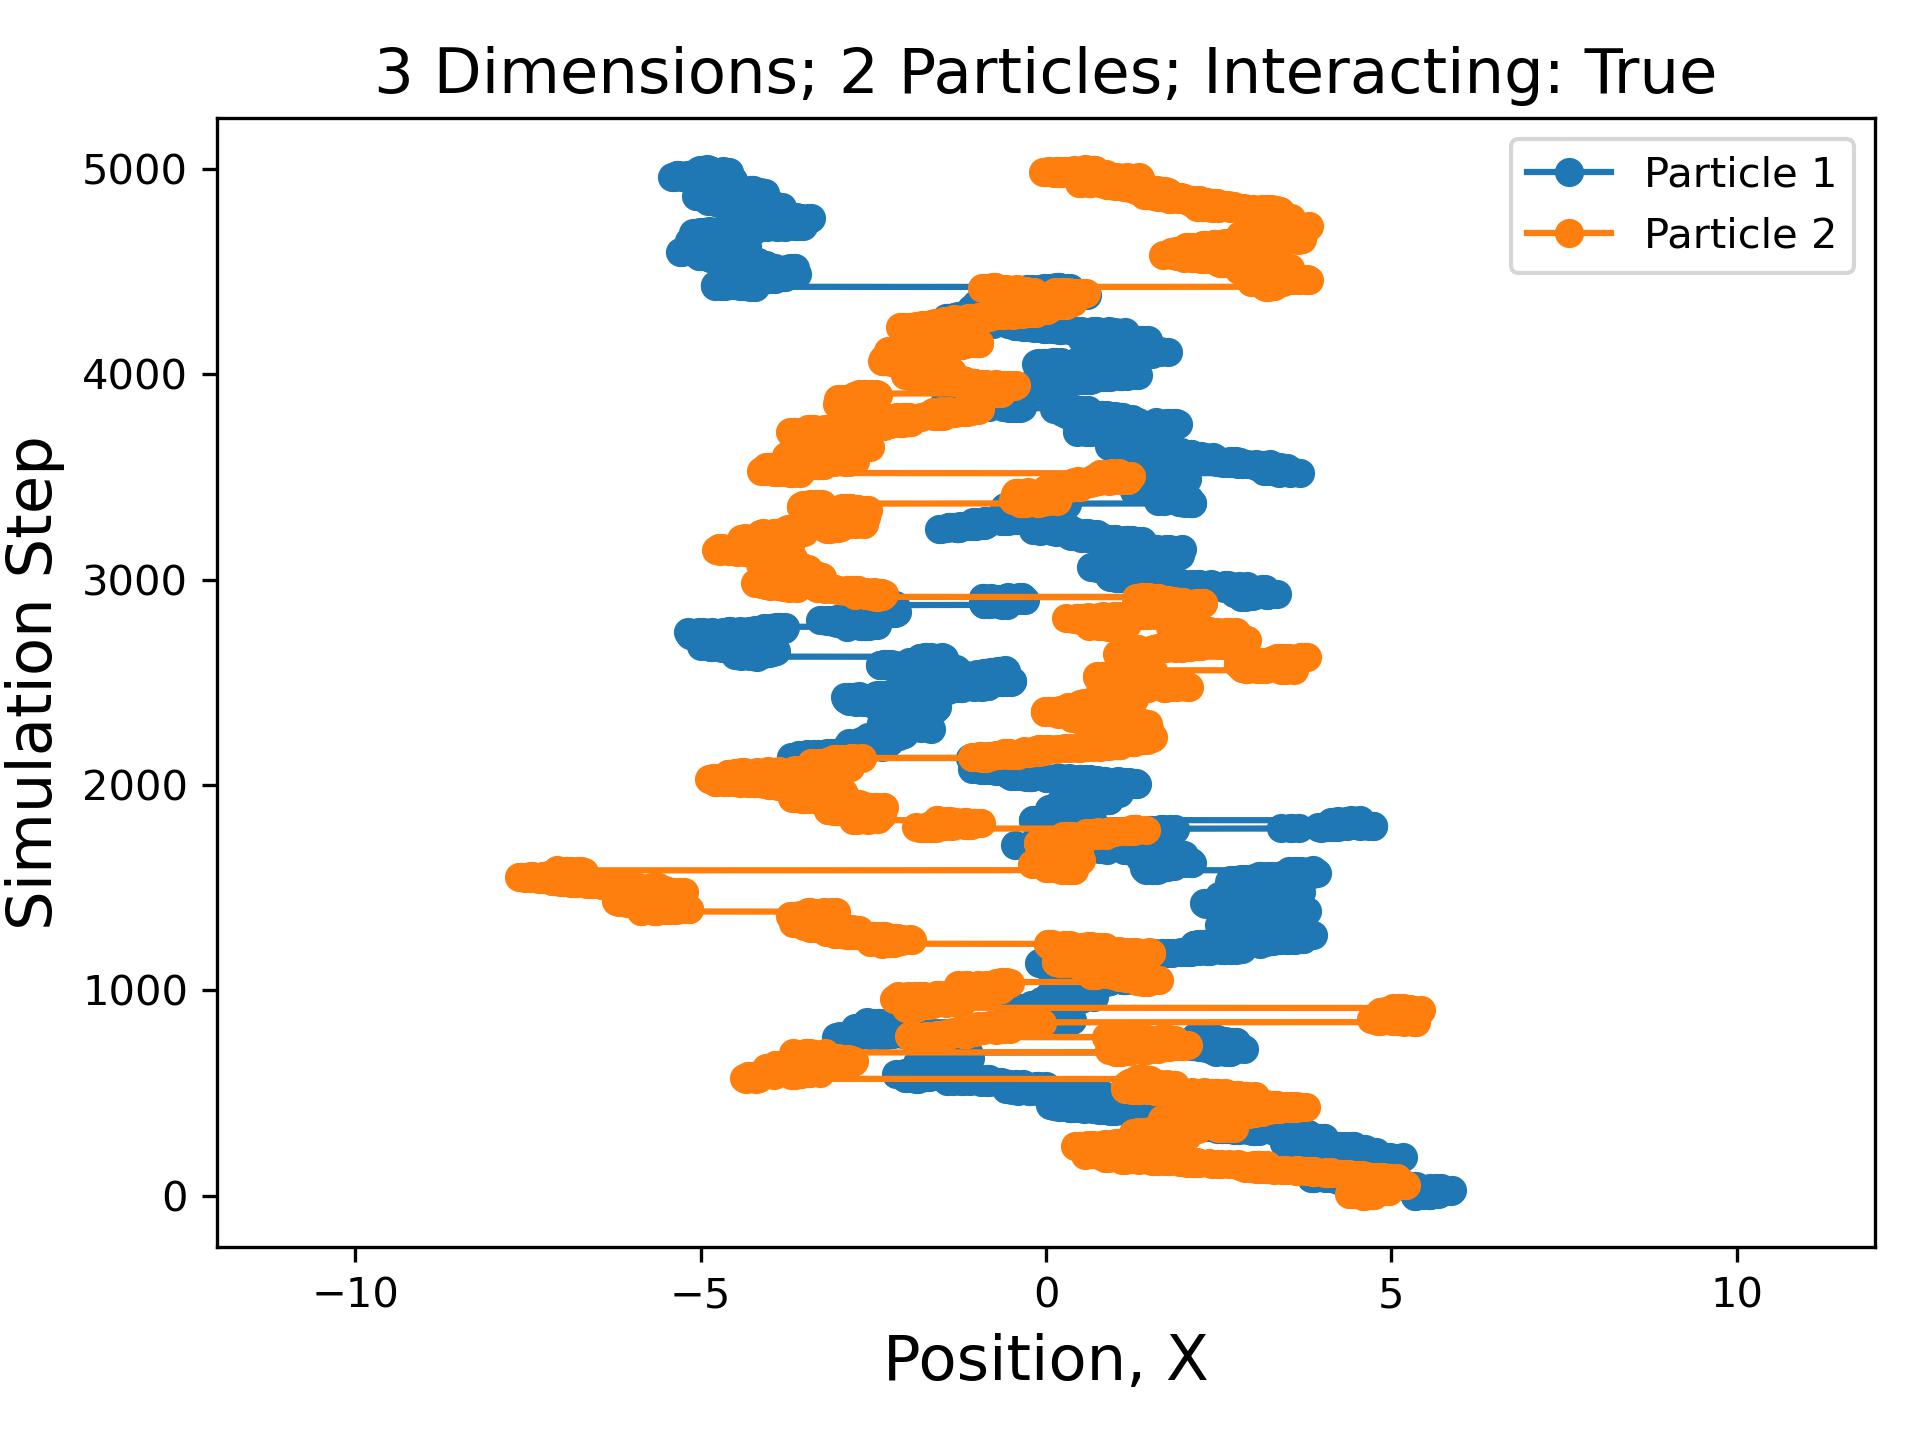 3 Dimensions; 2 Particles; Interacting: True
Particle 1
Particle 2
5000
4000
3000
2000
1000
0
Simulation Step
−10
−5
0
5
10
Position, X